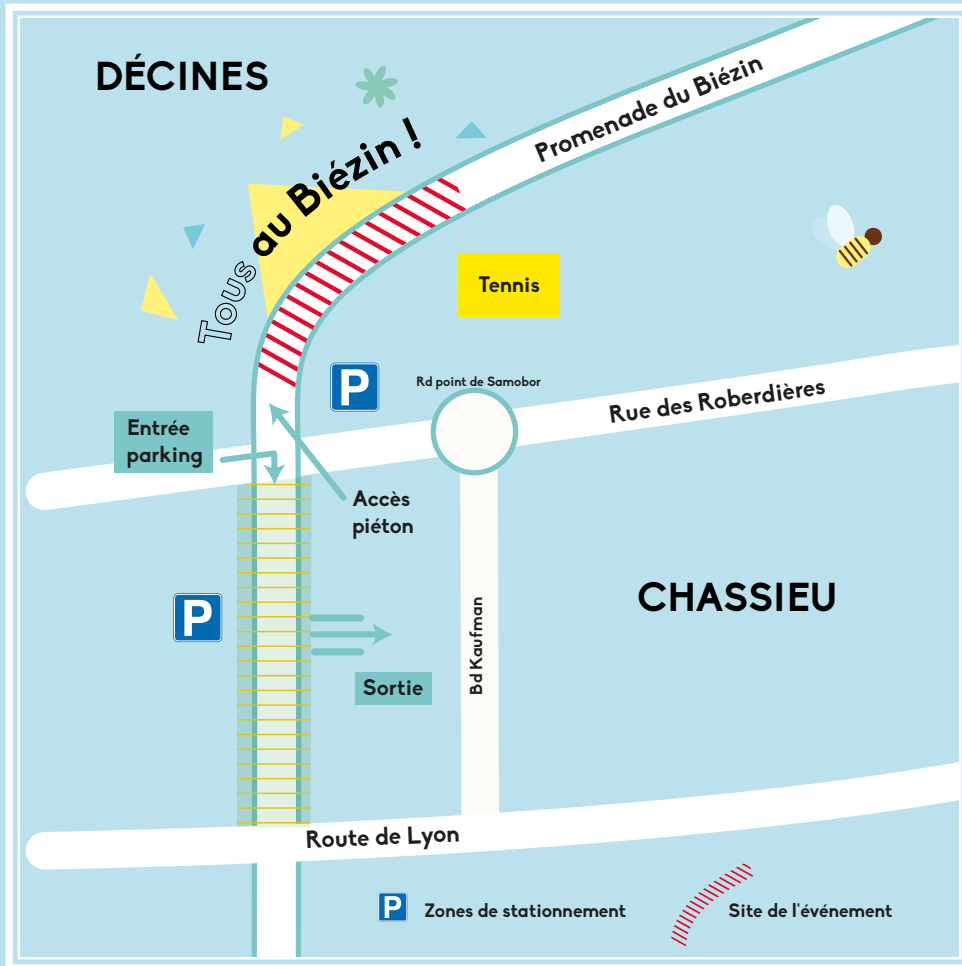 DÉCINES
Promenade du Biézin
Tous au Biézin !
Tennis
P
Rd point de Samobor
Rue des Roberdières
Entrée
parking
Accès
piéton
CHASSIEU
P
Bd Kaufman
Sortie
Route de Lyon
P Zones de stationnement
Site de l'événement